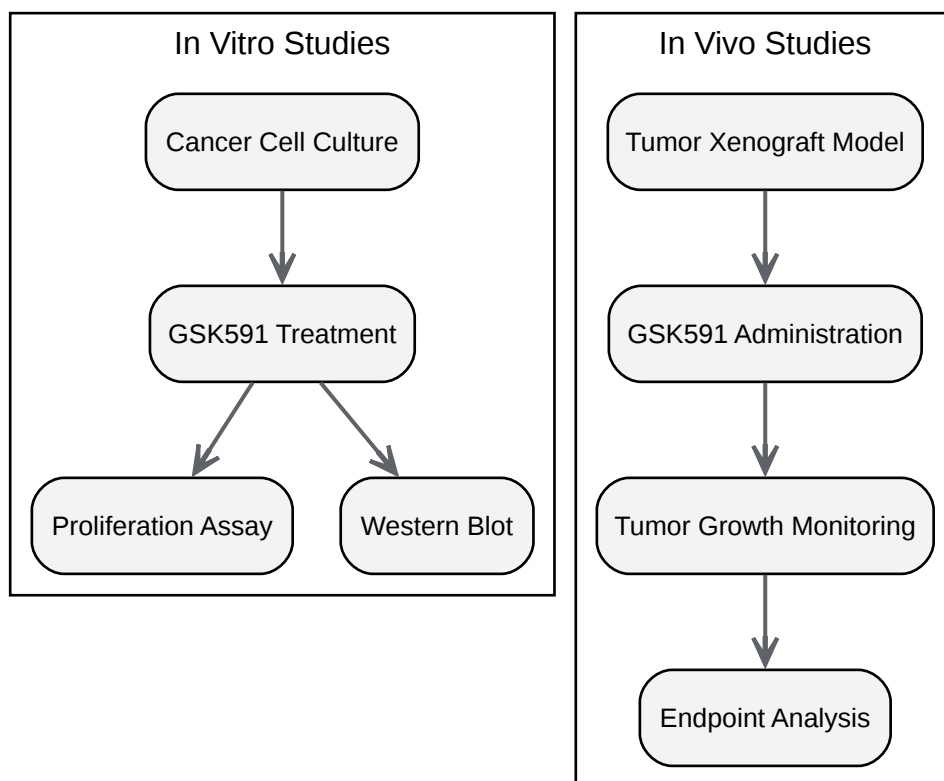 In Vitro Studies
Cancer Cell Culture
GSK591 Treatment
Proliferation Assay
Western Blot
In Vivo Studies
Tumor Xenograft Model
GSK591 Administration
Tumor Growth Monitoring
Endpoint Analysis